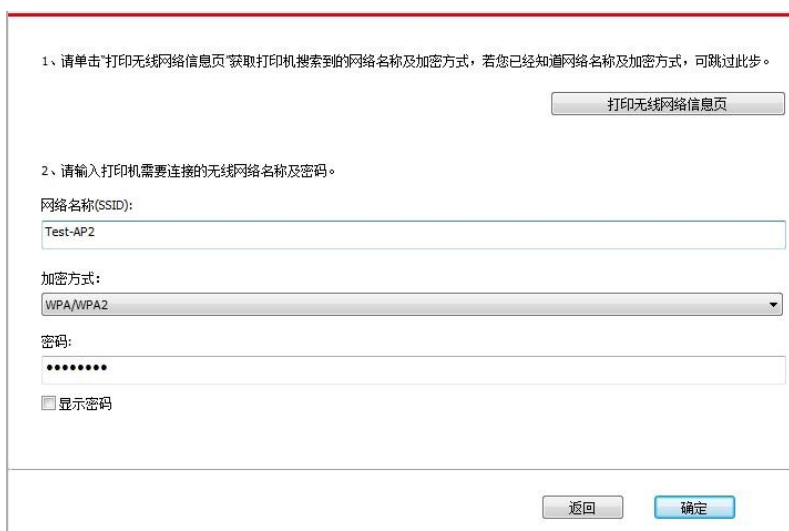 1、请单击"打印无线网络信息页"获取打印机搜索到的网络名称及加密方式，若您已经知道网络名称及加密方式，可跳过此步。
打印无线网络信息页
2、请输入打印机需要连接的无线网络名称及密码。
网络名称(SSID):
Test-AP2
加密方式：
WPA/WPA2
密码:
●●●●●●●●
显示密码
返回
确定